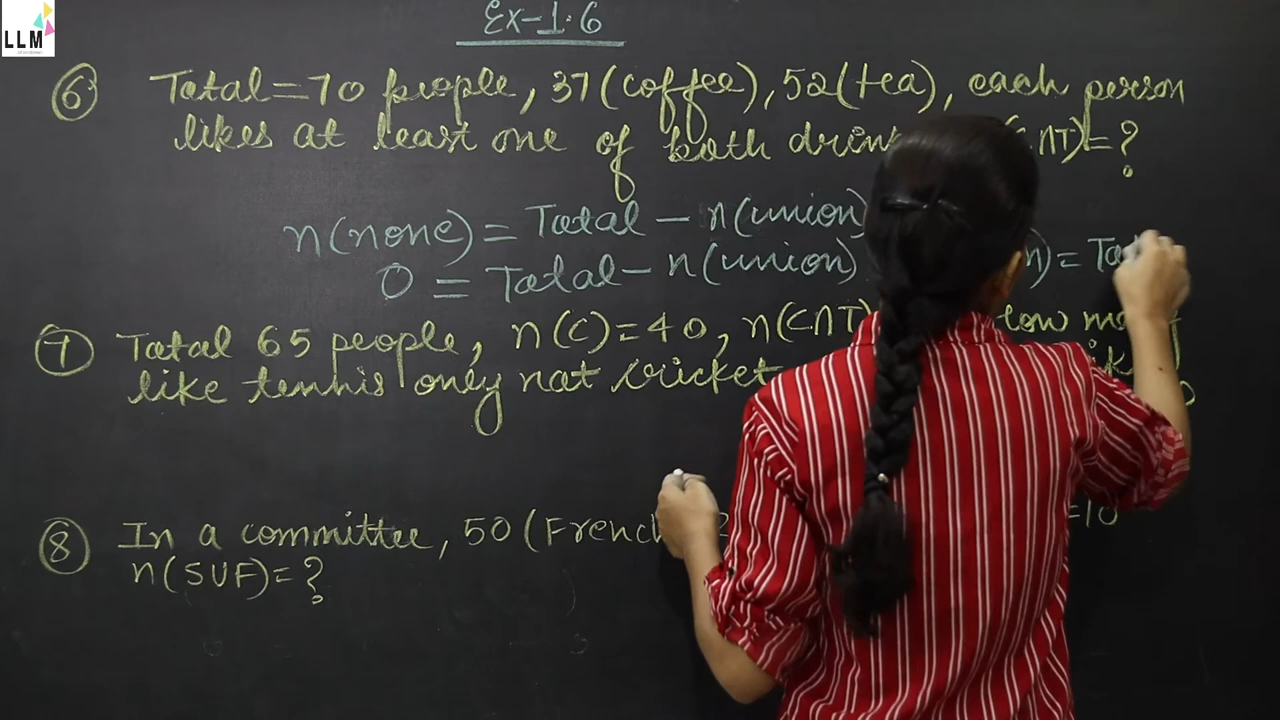 LLM
Ex-1.6
⑥ Total=70 people, 37(coffee), 52(tea), each person
likes at least one of both drin ∩T)=?
n(none)= Total - n(union)
0 = Total- n(union) n)= To
⑦ Total 65 people, n(C)=40, n(C∩T)
like tennis only not cricket
⑧ In a committee, 50 (French =10
n(SUF)=?